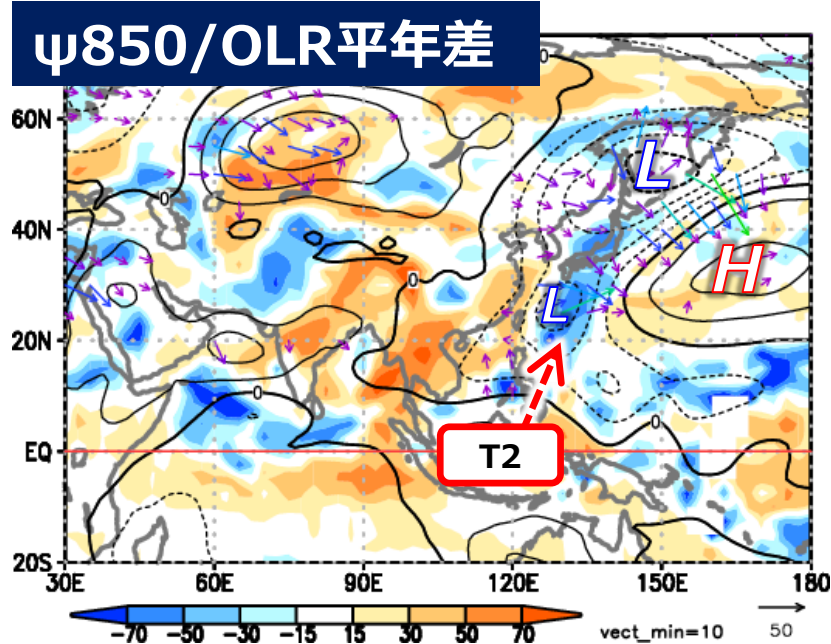 ψ850/OLR平年差
60N
40N
20N
EQ
20S
30E 60E 90E 120E 150E 180
0
0
0
0
0
L
L
H
T2
-70 -50 -30 -15 15 30 50 70
vect_min=10
50